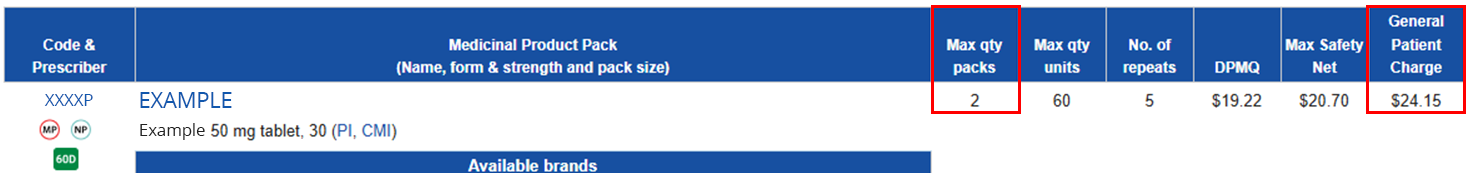 Code & Prescriber
Medicinal Product Pack
(Name, form & strength and pack size)
Max qty packs
Max qty units
No. of repeats
DPMQ
Max Safety Net
General Patient Charge
XXXXP
EXAMPLE
2
60
5
$19.22
$20.70
$24.15
MP NP
Example 50 mg tablet, 30 (PI, CMI)
60D
Available brands